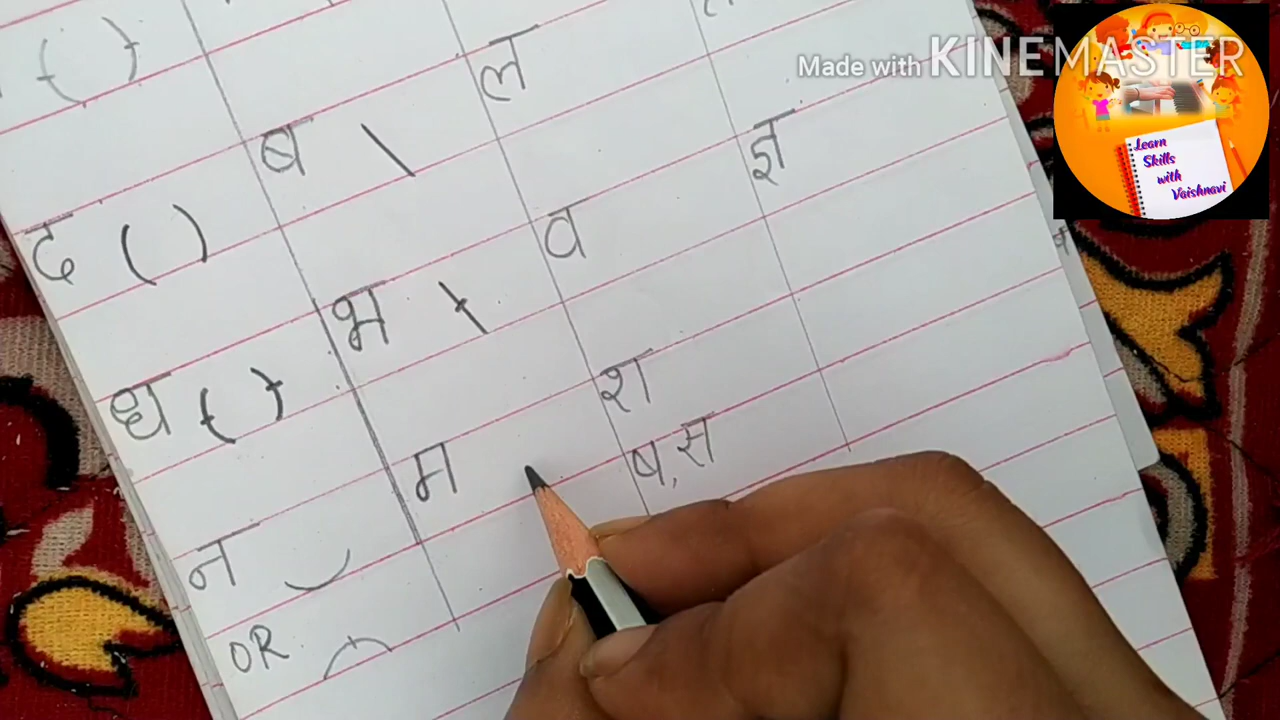 Made with KINEMASTER
Learn
Skills
with
Vaishnavi
ल
ब
ज्ञ
द
व
भ
श
ध
ष, स
म
न
OR